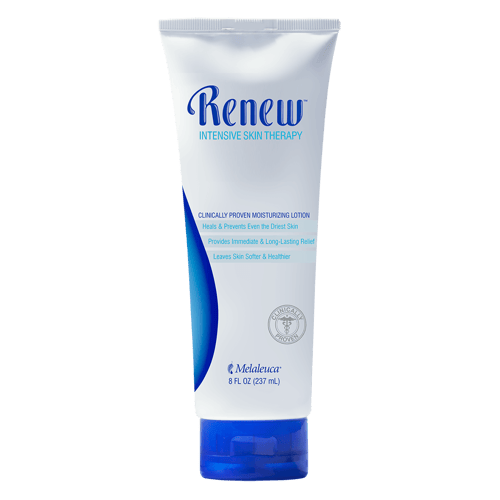 Renew™
INTENSIVE SKIN THERAPY
CLINICALLY PROVEN MOISTURIZING LOTION
Heals & Prevents Even the Driest Skin
Provides Immediate & Long-Lasting Relief
Leaves Skin Softer & Healthier
CLINICALLY
PROVEN
Melaleuca®
8 FL OZ (237 mL)